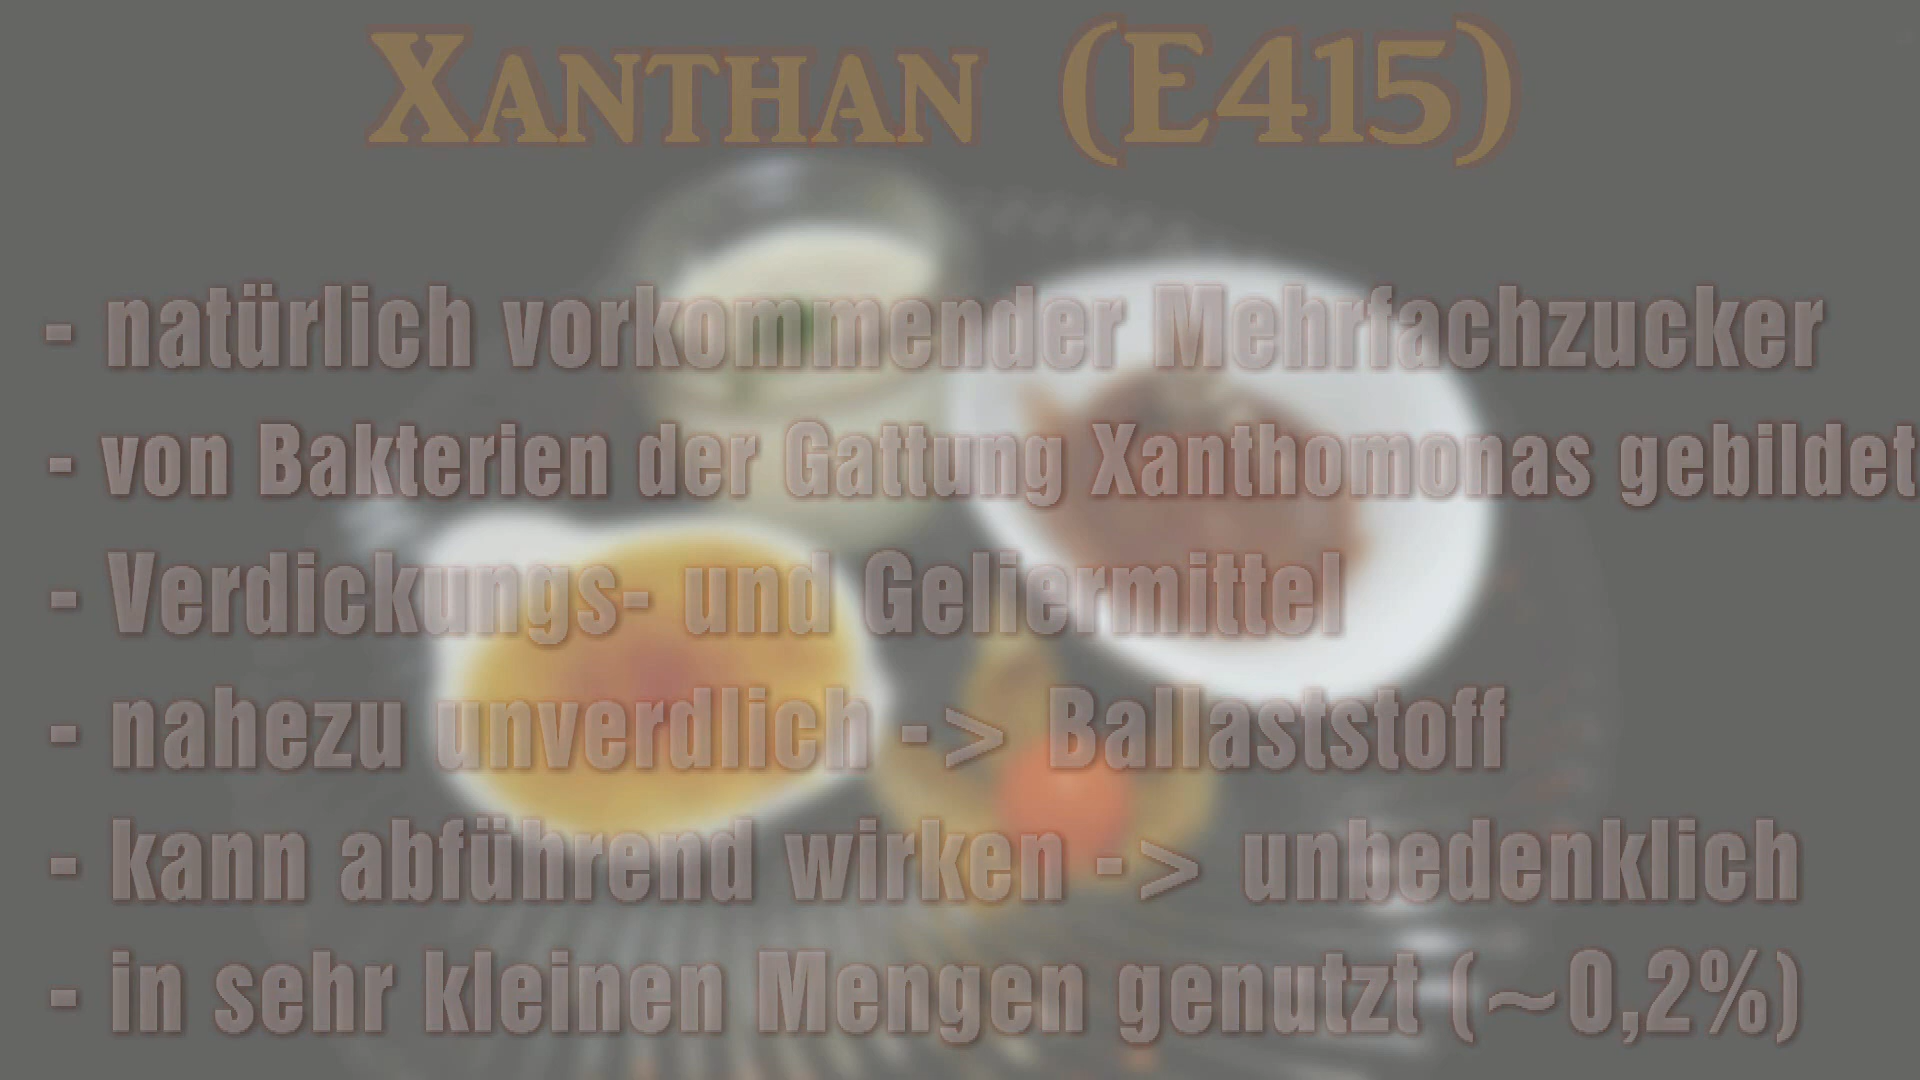 XANTHAN (E415)
- natürlich vorkommender Mehrfachzucker
- von Bakterien der Gattung Xanthomonas gebildet
- Verdickungs- und Geliermittel
- nahezu unverdlich -> Ballaststoff
- kann abführend wirken -> unbedenklich
- in sehr kleinen Mengen genutzt (~0,2%)